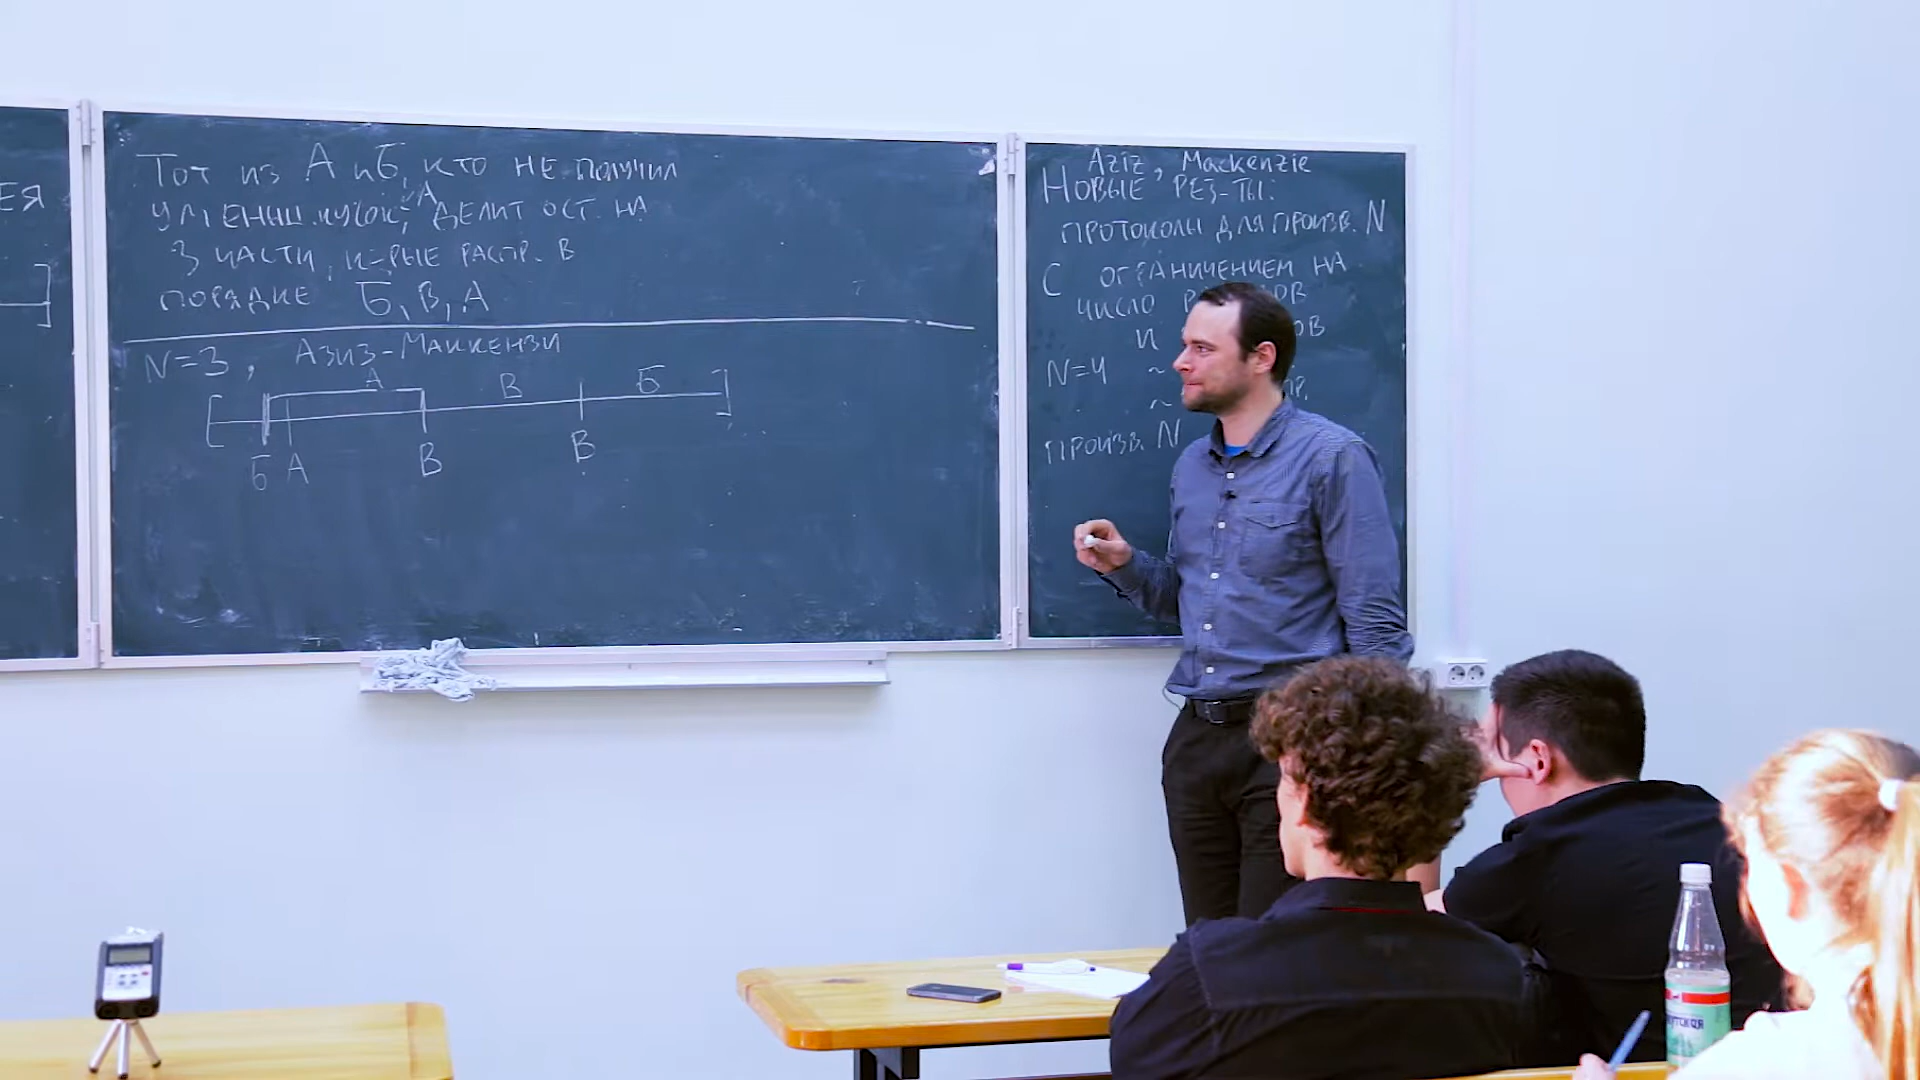 ЕЯ
Тот из А и Б, кто не получил
уменьш. кусок, А делит ост. на
3 части, к-рые распр. в
порядке Б, В, А
N=3, Азиз-Маккензи
А В Б
Б А В В
Aziz, Mackenzie
Новые рез-ты:
протоколы для произв. N
с ограничением на
число
и
N=4 ~
~
произв. N